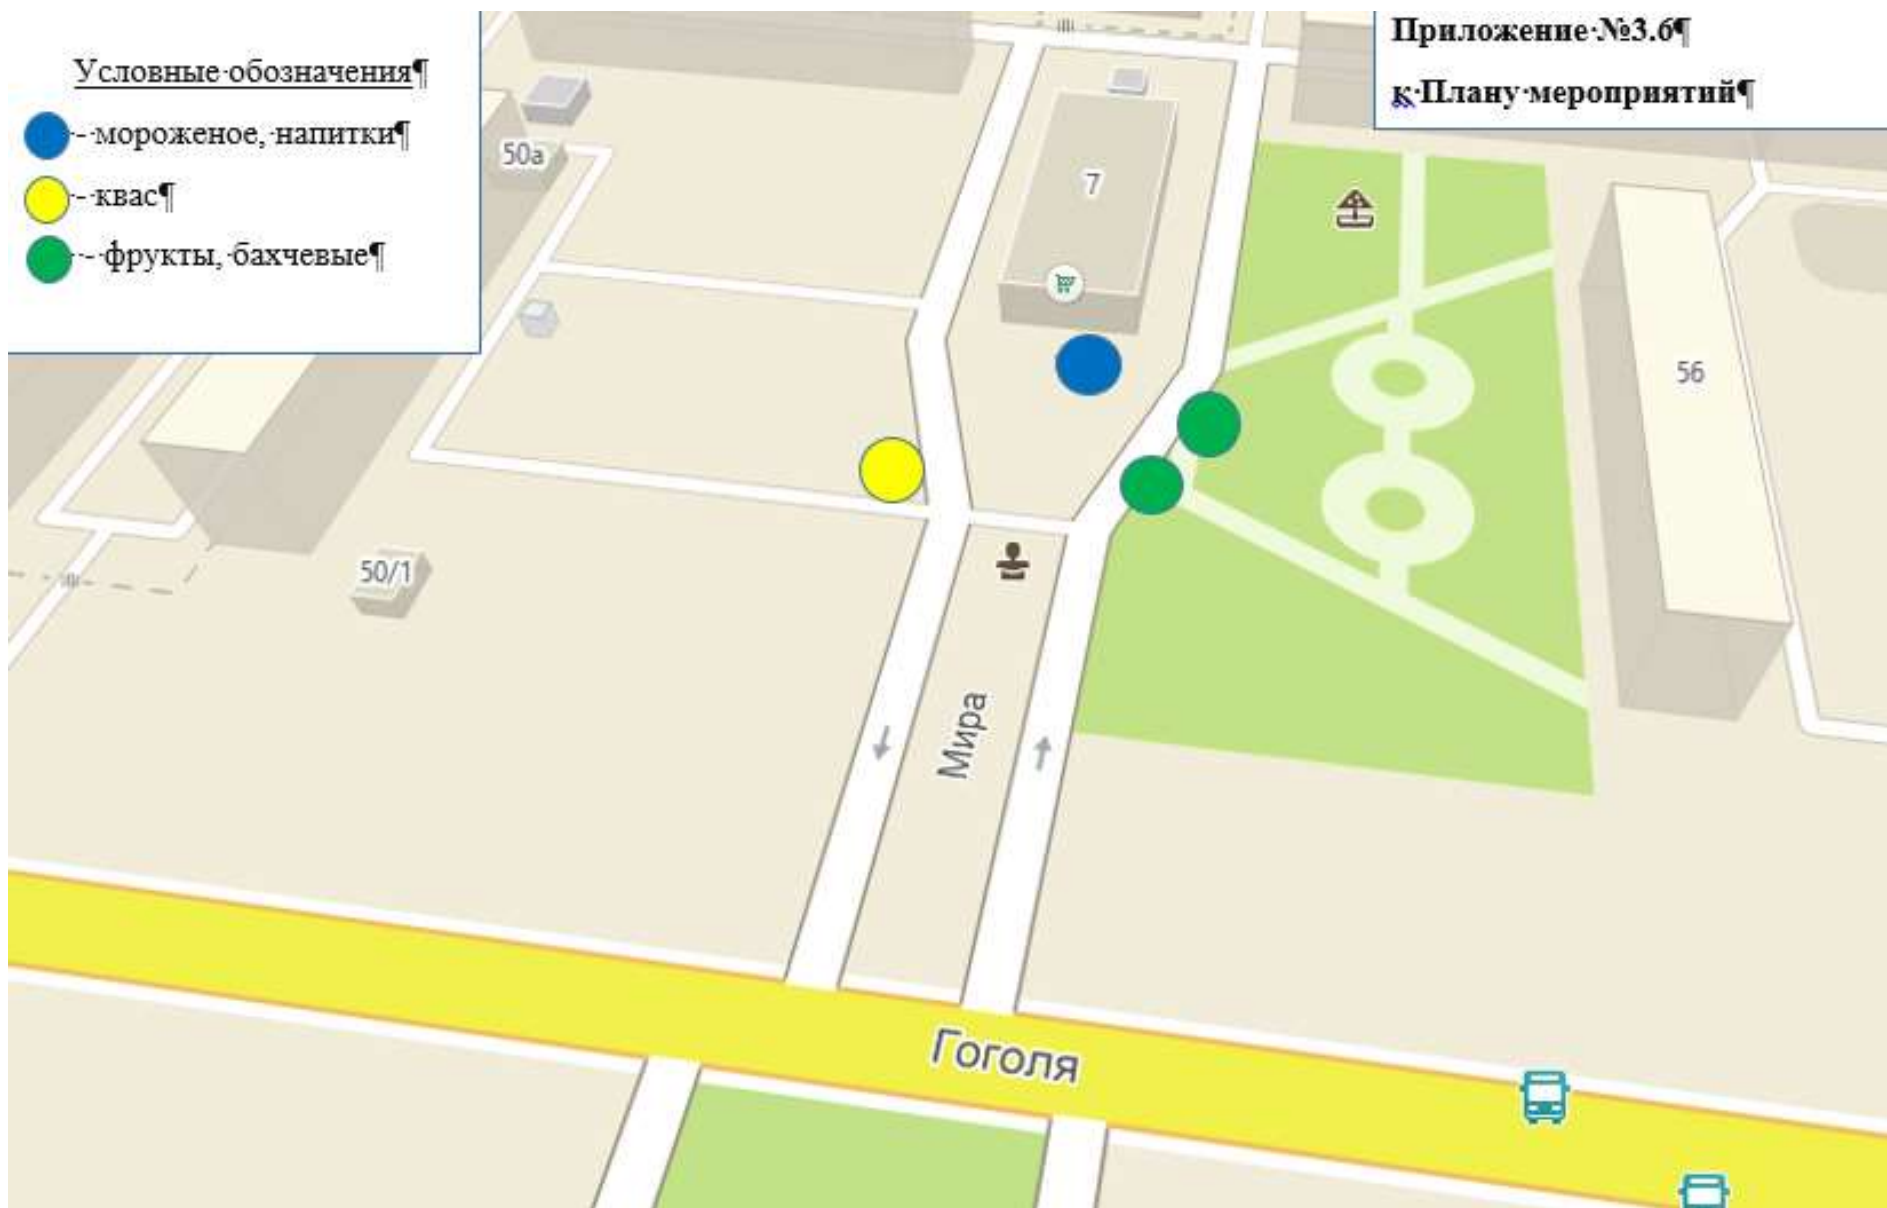 Условные·обозначения¶
·-·мороженое,·напитки¶
·-·квас¶
·-·фрукты,·бахчевые¶
Приложение·№3.6¶
к·Плану·мероприятий¶
50а
7
56
50/1
Мира
Гоголя